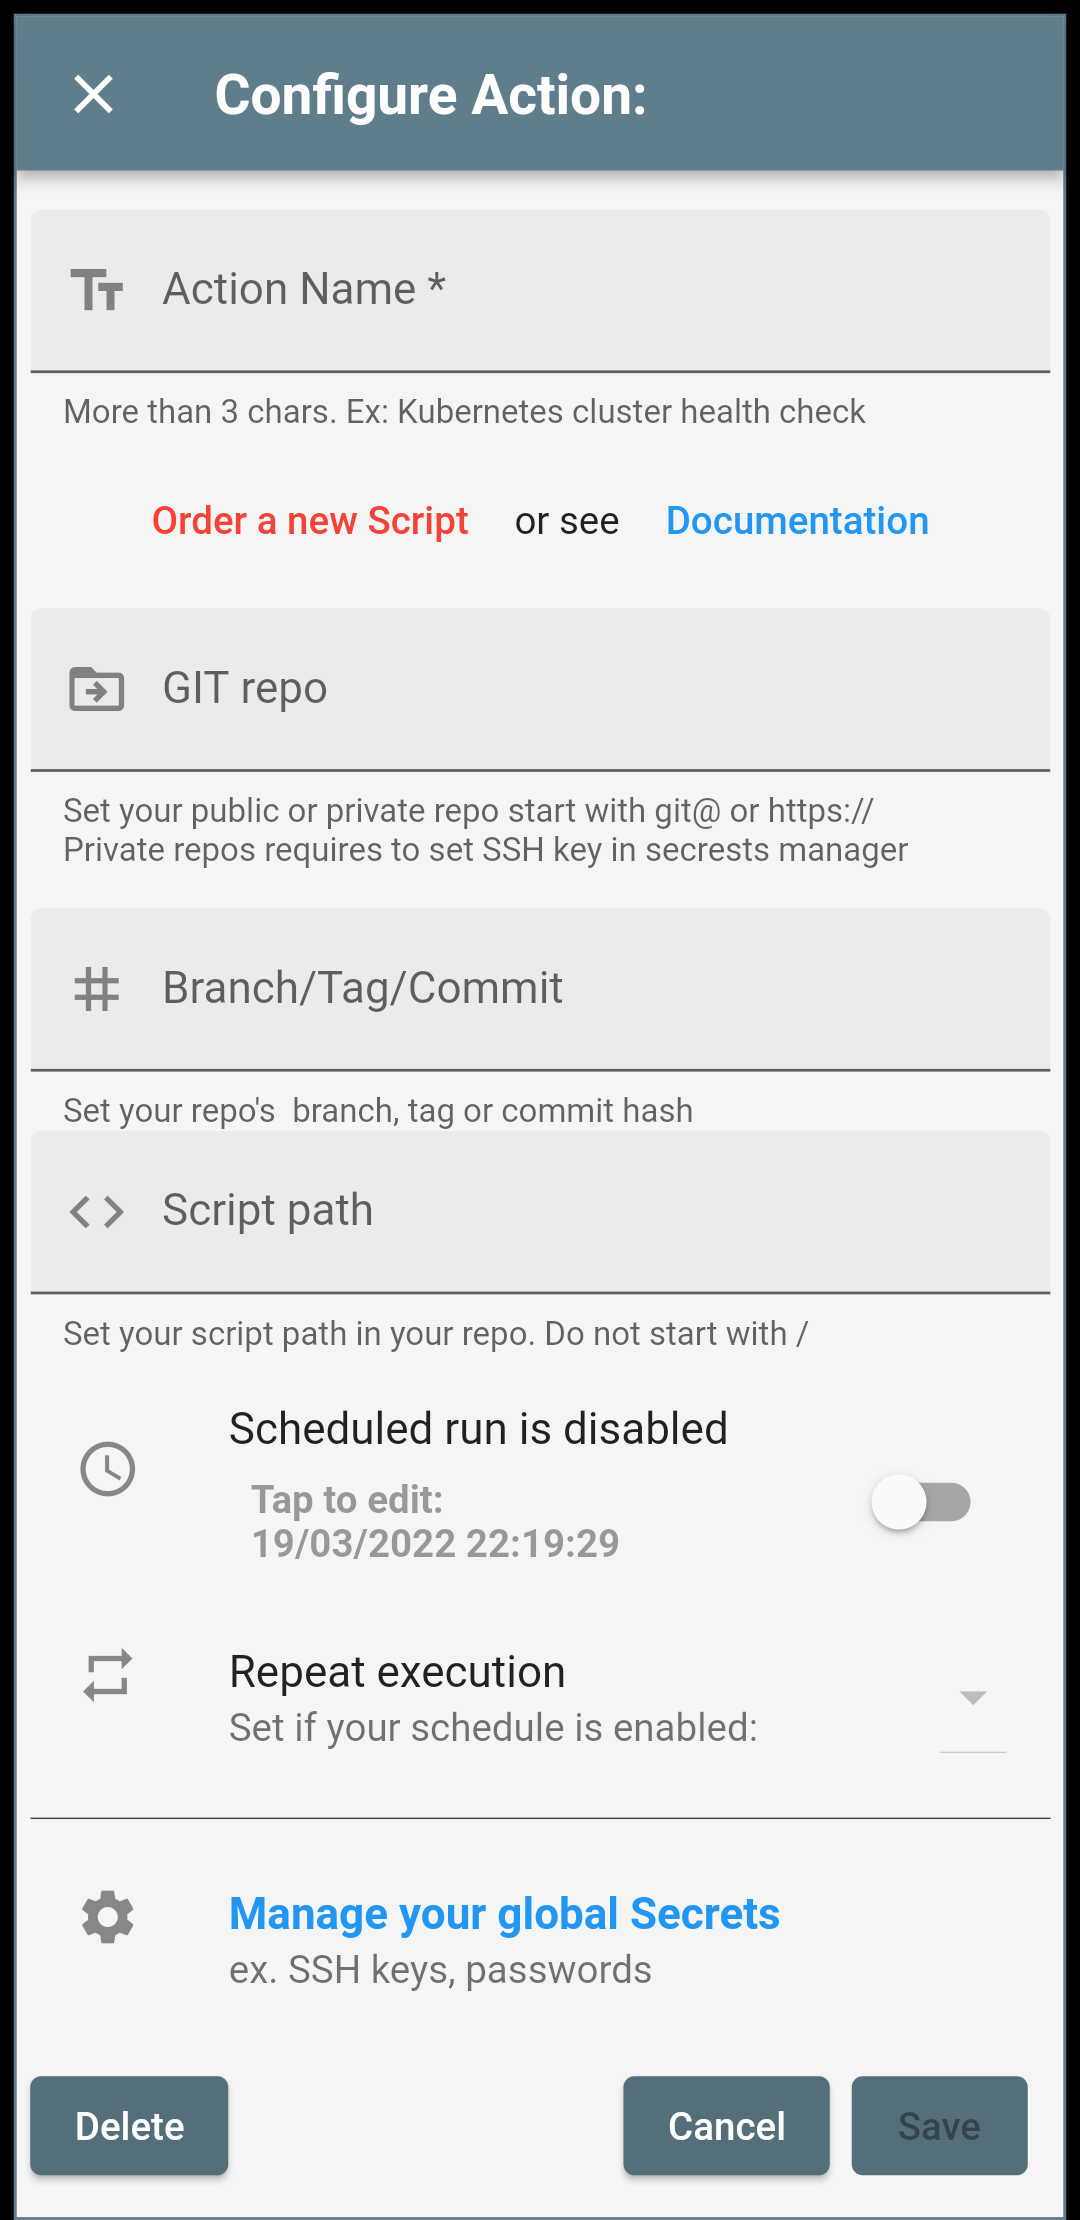 Configure Action:
Action Name *
More than 3 chars. Ex: Kubernetes cluster health check
Order a new Script or see Documentation
GIT repo
Set your public or private repo start with git@ or https://
Private repos requires to set SSH key in secrests manager
Branch/Tag/Commit
Set your repo's  branch, tag or commit hash
Script path
Set your script path in your repo. Do not start with /
Scheduled run is disabled
Tap to edit:
19/03/2022 22:19:29
Repeat execution
Set if your schedule is enabled:
Manage your global Secrets
ex. SSH keys, passwords
Delete Cancel Save